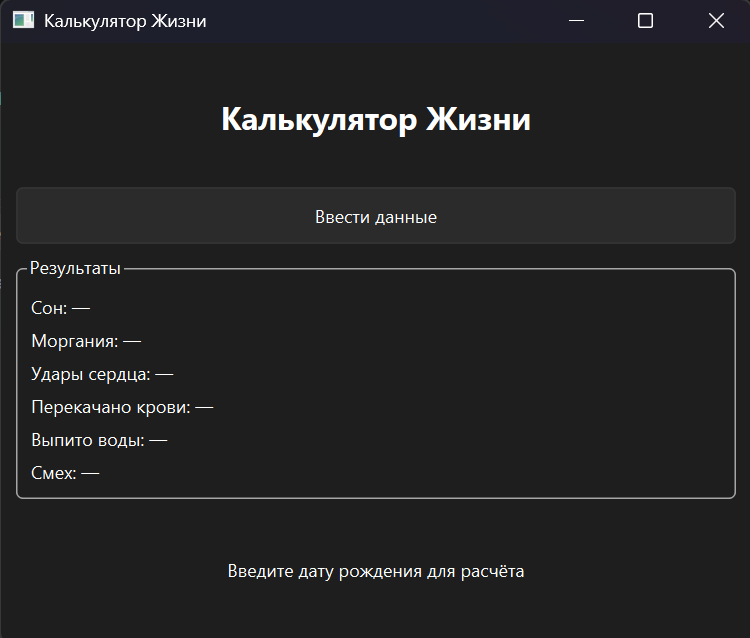 Калькулятор Жизни
Калькулятор Жизни
Ввести данные
Результаты
Сон: —
Моргания: —
Удары сердца: —
Перекачано крови: —
Выпито воды: —
Смех: —
Введите дату рождения для расчёта